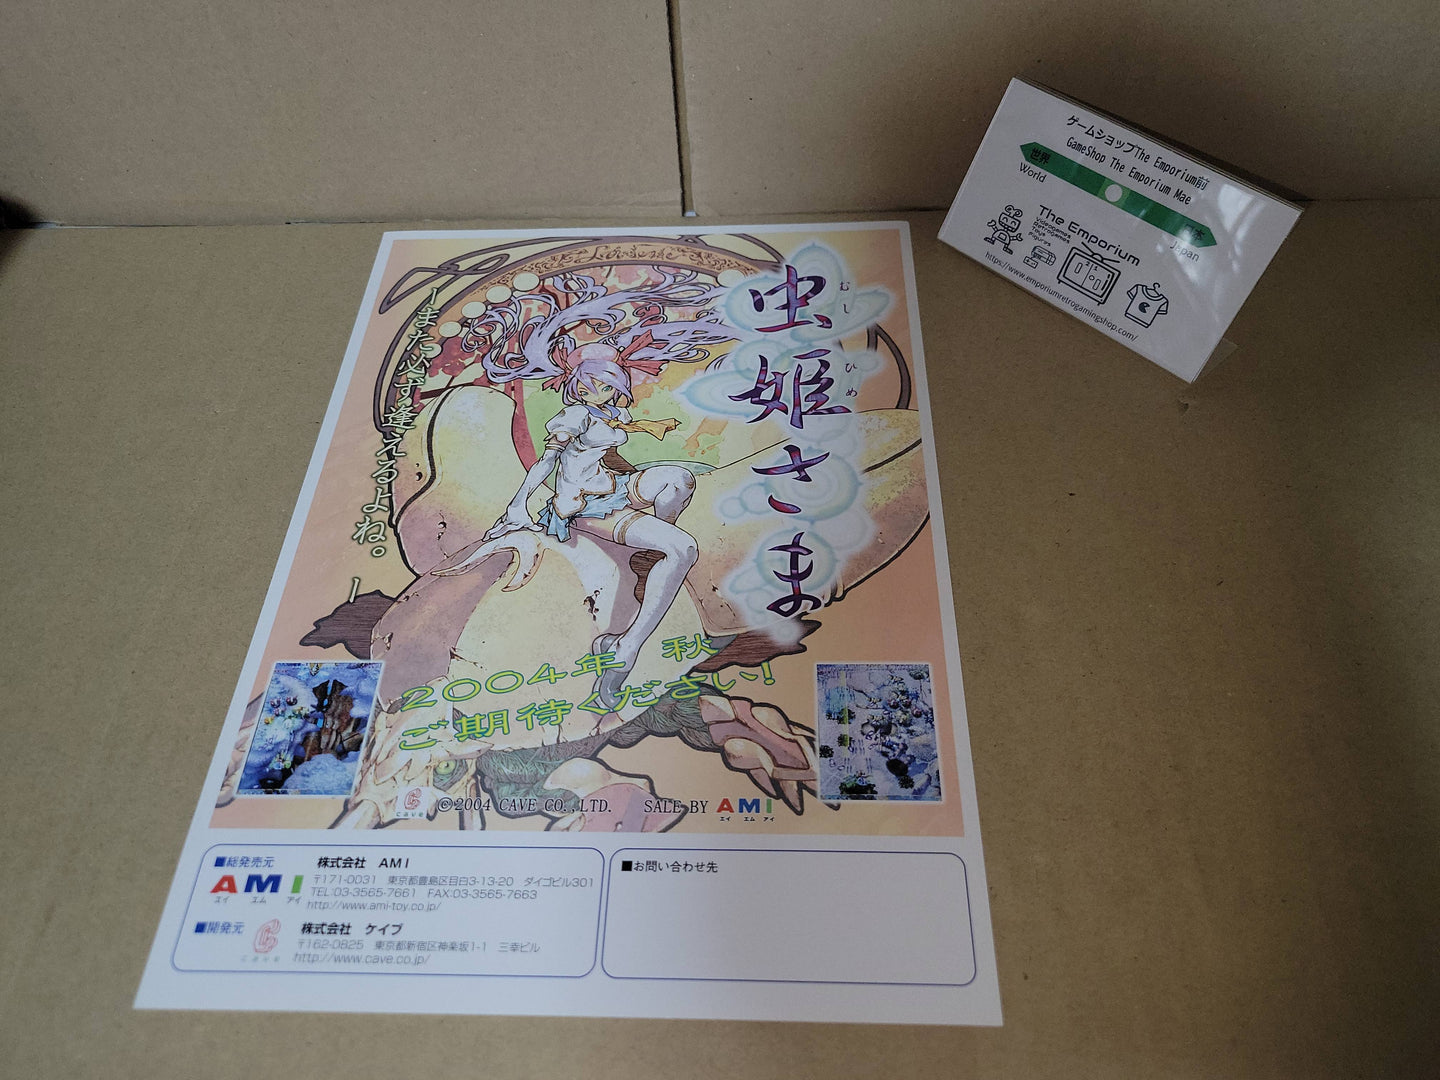 ゲームショップThe Emporium前
GameShop The Emporium Mae
世界
World
日本
Japan
The Emporium
Videogames
Retrogames
Toys
Figures
https://www.emporiumretrogamingshop.com/
虫姫さま
むし
ひめ
ーまた必ず逢えるよね。ー
2004年 秋
ご期待ください!
cave
©2004 CAVE CO.,LTD.
SALE BY AMI
エイ エム アイ
■総発売元
株式会社 AMI
AMI
エイ エム アイ
〒171-0031 東京都豊島区目白3-13-20 ダイゴビル301
TEL:03-3565-7661 FAX:03-3565-7663
http://www.ami-toy.co.jp/
■開発元
cave
株式会社 ケイブ
〒162-0825 東京都新宿区神楽坂1-1 三幸ビル
http://www.cave.co.jp/
■お問い合わせ先